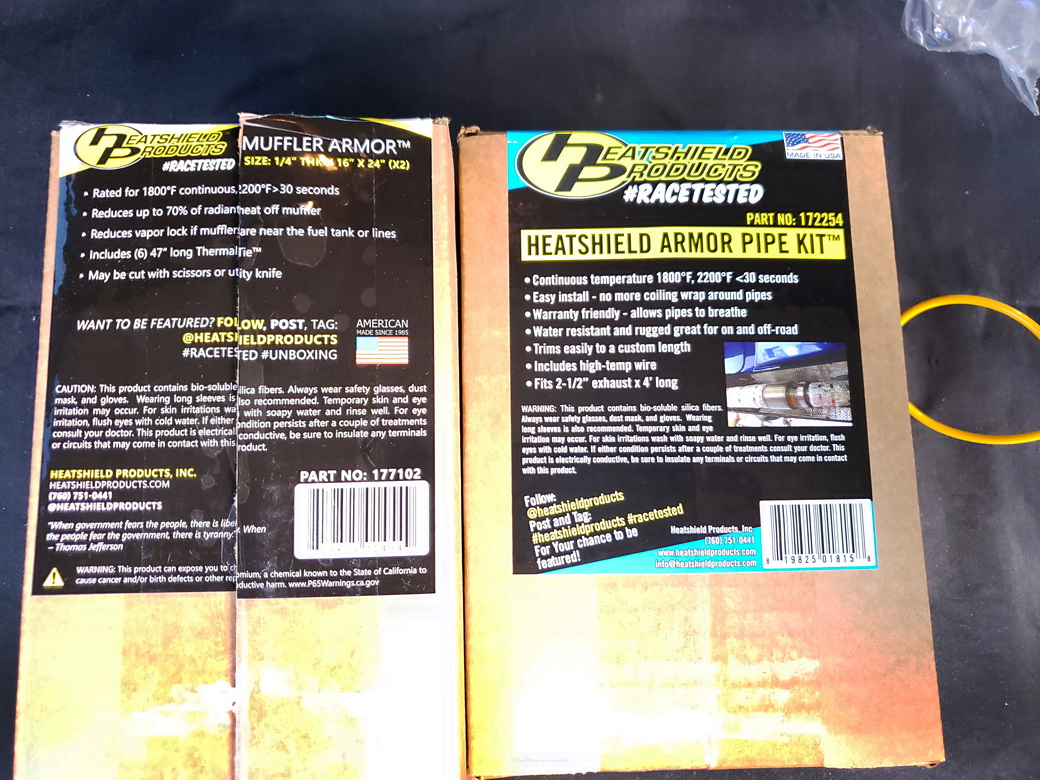 HEATSHIELD
PRODUCTS
#RACETESTED
MUFFLER ARMOR™
SIZE: 1/4" THK 16" X 24" (X2)
• Rated for 1800°F continuous, 2200°F>30 seconds
• Reduces up to 70% of radiant heat off muffler
• Reduces vapor lock if mufflers are near the fuel tank or lines
• Includes (6) 47" long Thermal Tie™
• May be cut with scissors or utility knife
WANT TO BE FEATURED? FOLLOW, POST, TAG:
@HEATSHIELDPRODUCTS
#RACETESTED #UNBOXING
AMERICAN
MADE SINCE 1985
CAUTION: This product contains bio-soluble silica fibers. Always wear safety glasses, dust
mask, and gloves. Wearing long sleeves is also recommended. Temporary skin and eye
irritation may occur. For skin irritations wash with soapy water and rinse well. For eye
irritation, flush eyes with cold water. If either condition persists after a couple of treatments
consult your doctor. This product is electrically conductive, be sure to insulate any terminals
or circuits that may come in contact with this product.
HEATSHIELD PRODUCTS, INC.
HEATSHIELDPRODUCTS.COM
(760) 751-0441
@HEATSHIELDPRODUCTS
PART NO: 177102
"When government fears the people, there is liberty. When
the people fear the government, there is tyranny."
– Thomas Jefferson
WARNING: This product can expose you to chromium, a chemical known to the State of California to
cause cancer and/or birth defects or other reproductive harm. www.P65Warnings.ca.gov
HEATSHIELD
PRODUCTS
#RACETESTED
MADE IN USA
PART NO: 172254
HEATSHIELD ARMOR PIPE KIT™
• Continuous temperature 1800°F, 2200°F <30 seconds
• Easy install - no more coiling wrap around pipes
• Warranty friendly - allows pipes to breathe
• Water resistant and rugged great for on and off-road
• Trims easily to a custom length
• Includes high-temp wire
• Fits 2-1/2" exhaust x 4' long
WARNING: This product contains bio-soluble silica fibers.
Always wear safety glasses, dust mask, and gloves. Wearing
long sleeves is also recommended. Temporary skin and eye
irritation may occur. For skin irritations wash with soapy water and rinse well. For eye irritation, flush
eyes with cold water. If either condition persists after a couple of treatments consult your doctor. This
product is electrically conductive, be sure to insulate any terminals or circuits that may come in contact
with this product.
Follow:
@heatshieldproducts
Post and Tag:
#heatshieldproducts #racetested
For Your chance to be
featured!
Heatshield Products, Inc.
(760) 751-0441
www.heatshieldproducts.com
info@heatshieldproducts.com
8 19825 01815 8